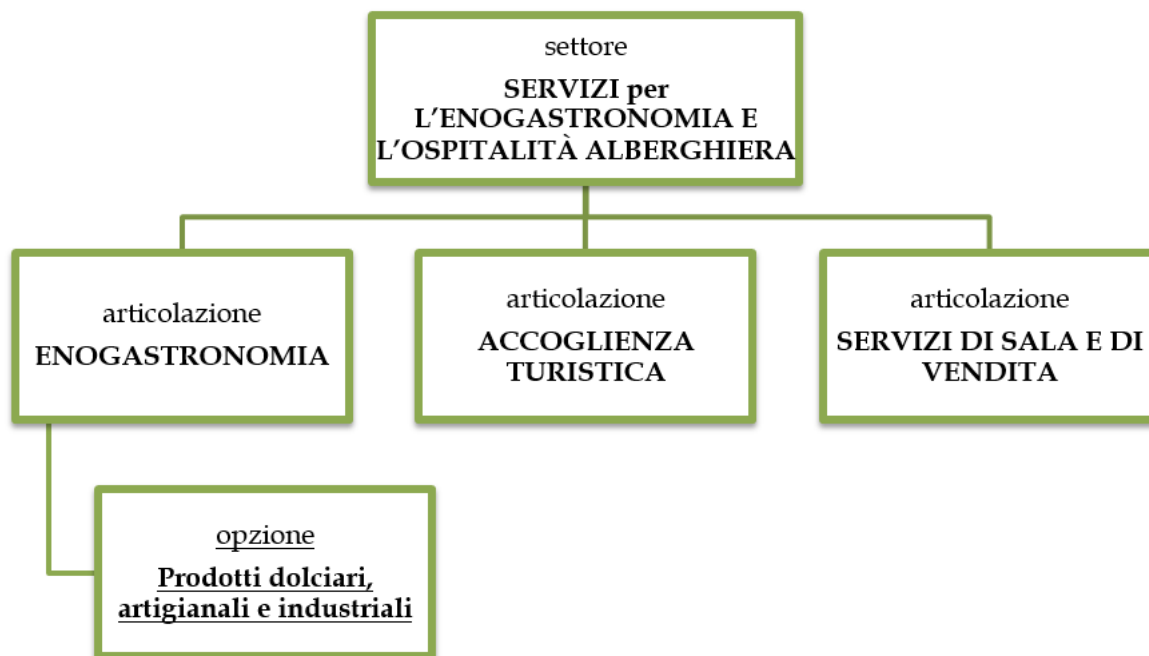 settore
SERVIZI per
L’ENOGASTRONOMIA E
L’OSPITALITÀ ALBERGHIERA
articolazione
ENOGASTRONOMIA
articolazione
ACCOGLIENZA
TURISTICA
articolazione
SERVIZI DI SALA E DI
VENDITA
opzione
Prodotti dolciari,
artigianali e industriali